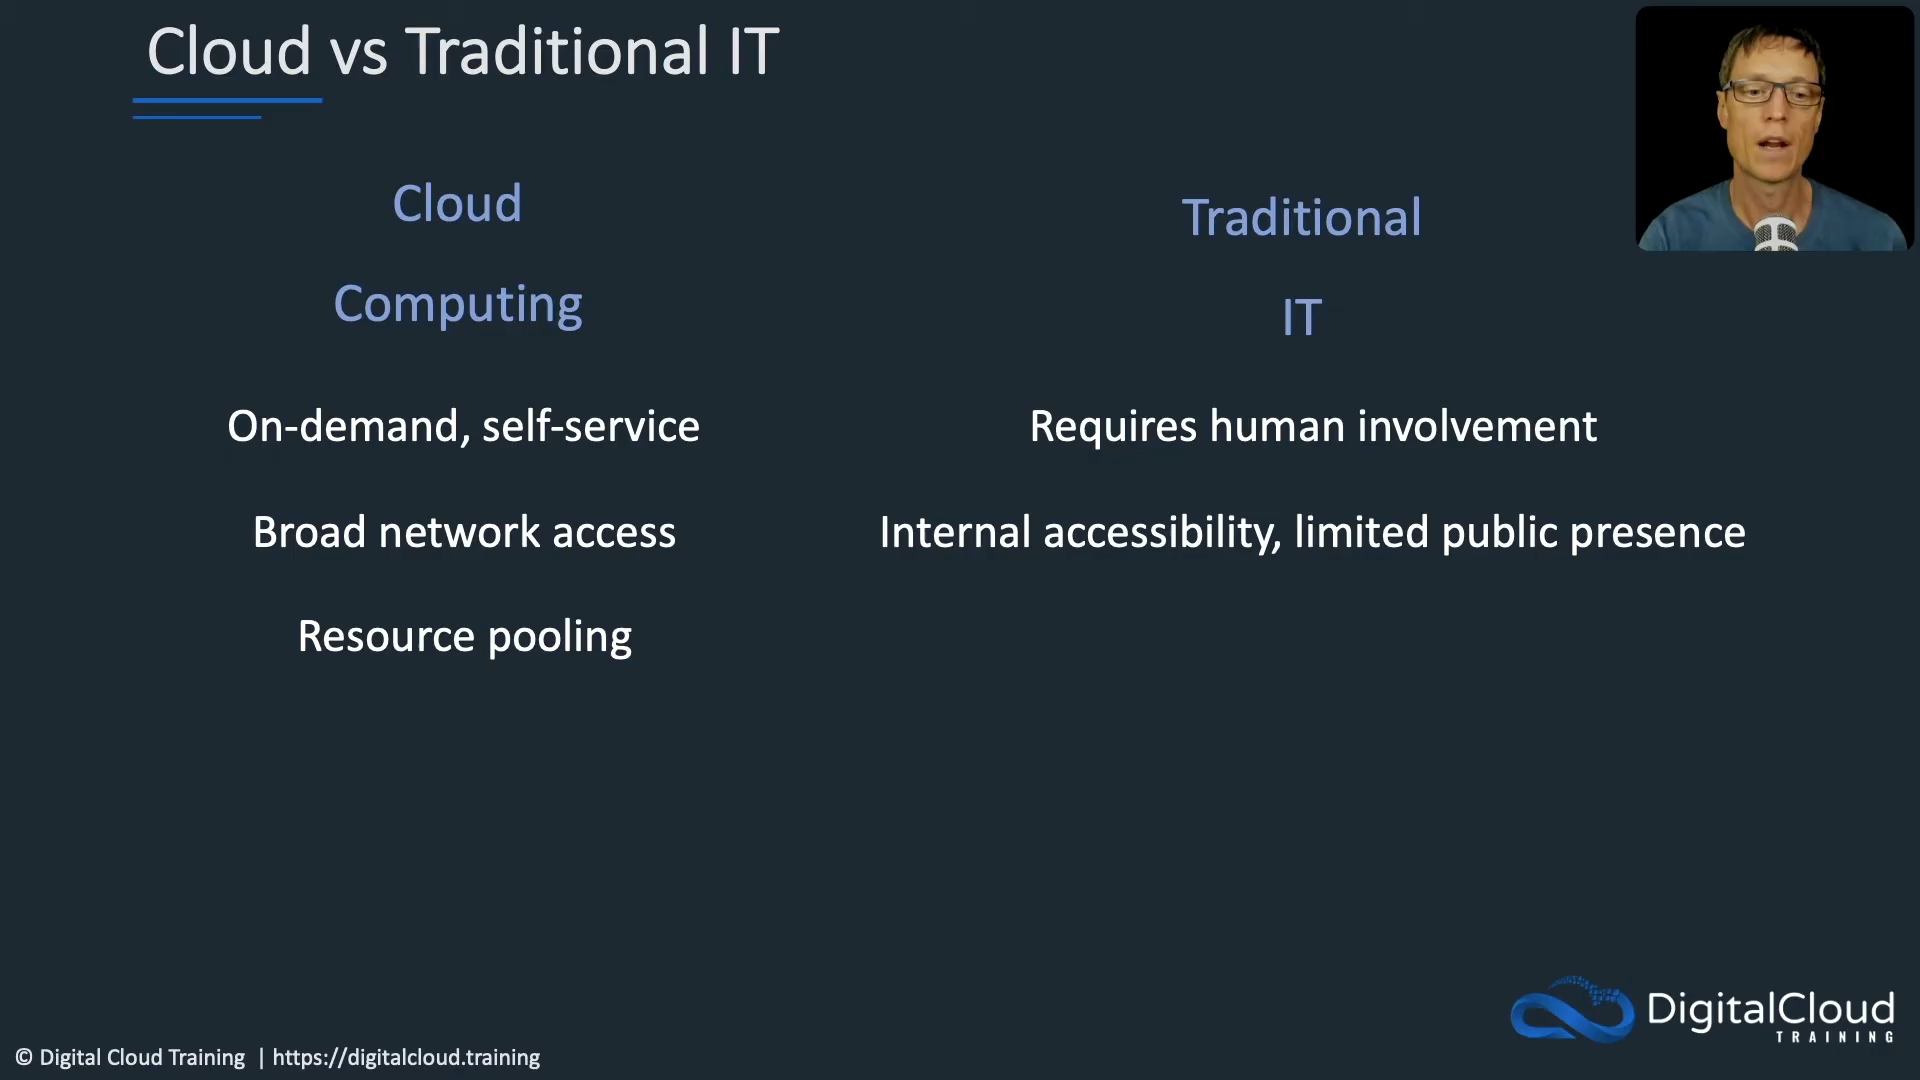 Cloud vs Traditional IT
Cloud
Computing
Traditional
IT
On-demand, self-service
Requires human involvement
Broad network access
Internal accessibility, limited public presence
Resource pooling
DigitalCloud
TRAINING
© Digital Cloud Training | https://digitalcloud.training